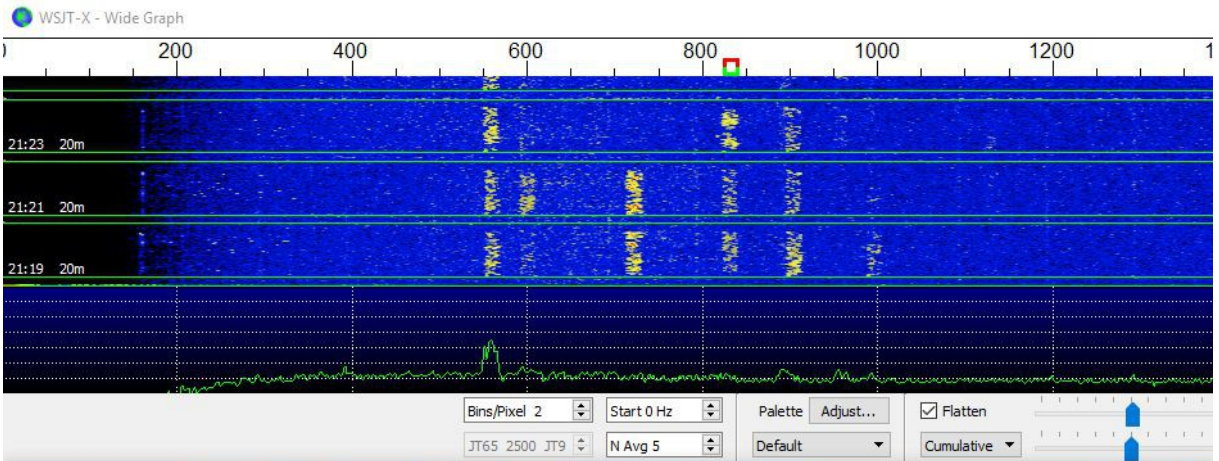 WSJT-X - Wide Graph
200 400 600 800 1000 1200
21:23 20m
21:21 20m
21:19 20m
Bins/Pixel 2 Start 0 Hz Palette Adjust... Flatten
JT65 2500 JT9 N Avg 5 Default Cumulative